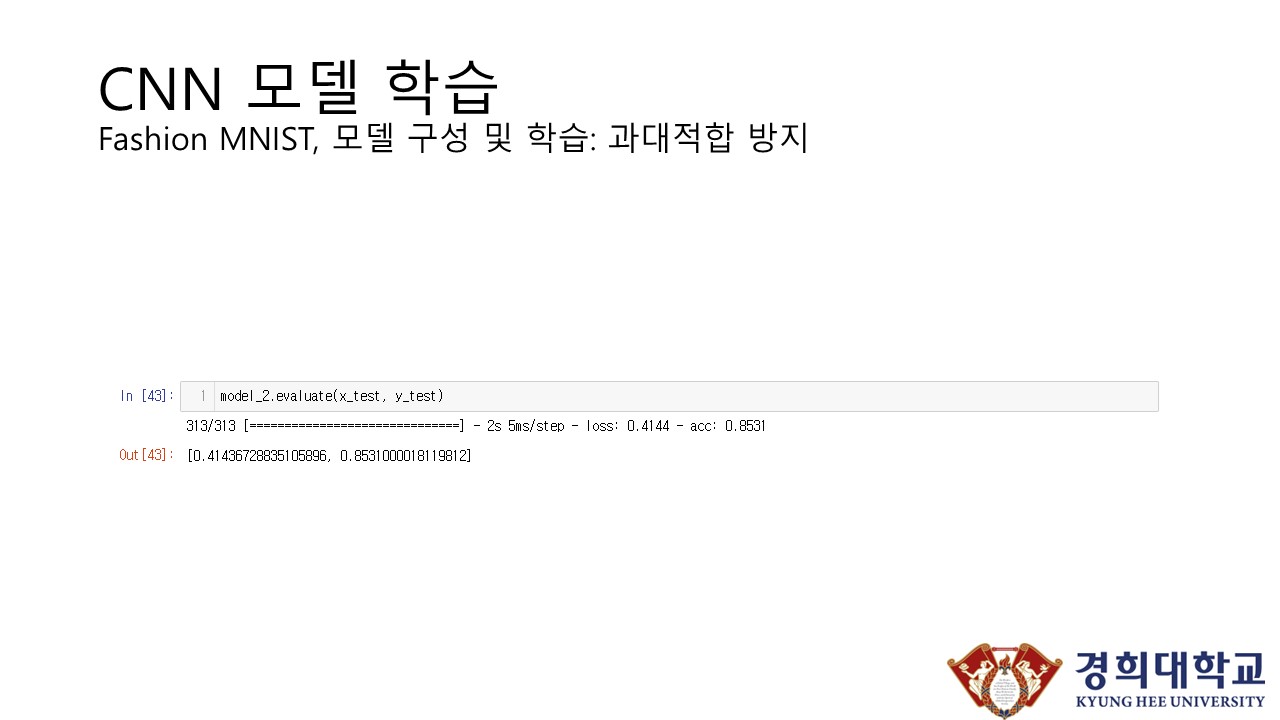 CNN 모델 학습
Fashion MNIST, 모델 구성 및 학습: 과대적합 방지
In [43]: 1 model_2.evaluate(x_test, y_test)
313/313 [==============================] - 2s 5ms/step - loss: 0.4144 - acc: 0.8531
Out[43]: [0.41436728835105896, 0.8531000018119812]
경희대학교
KYUNG HEE UNIVERSITY